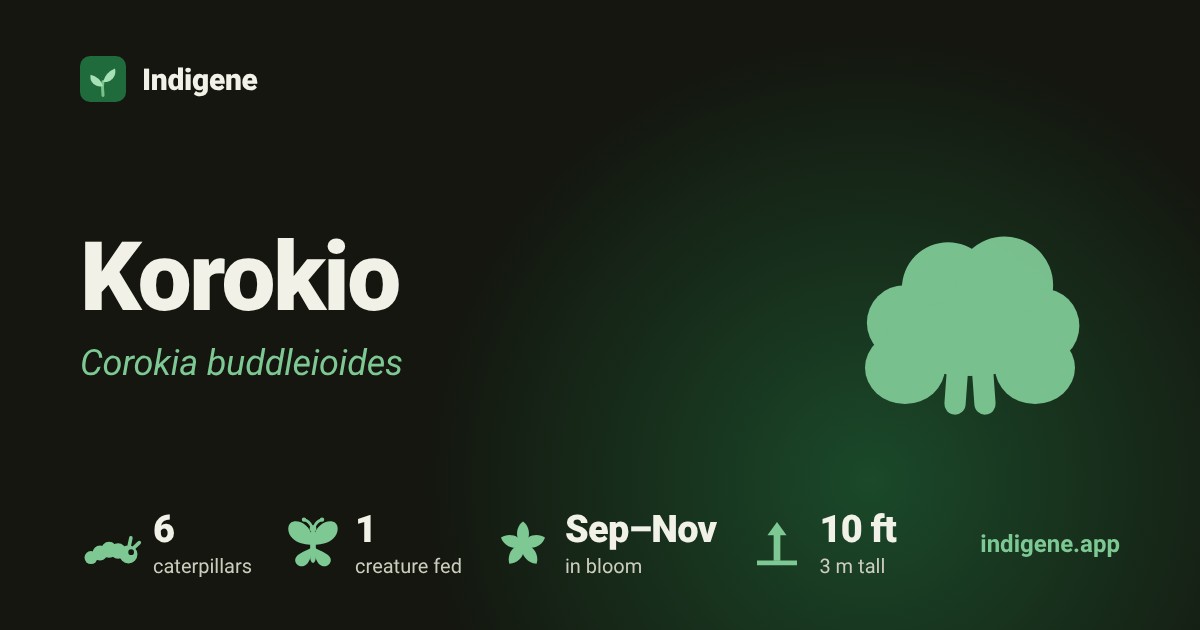 Indigene
Korokio
Corokia buddleioides
6
caterpillars
1
creature fed
Sep–Nov
in bloom
10 ft
3 m tall
indigene.app